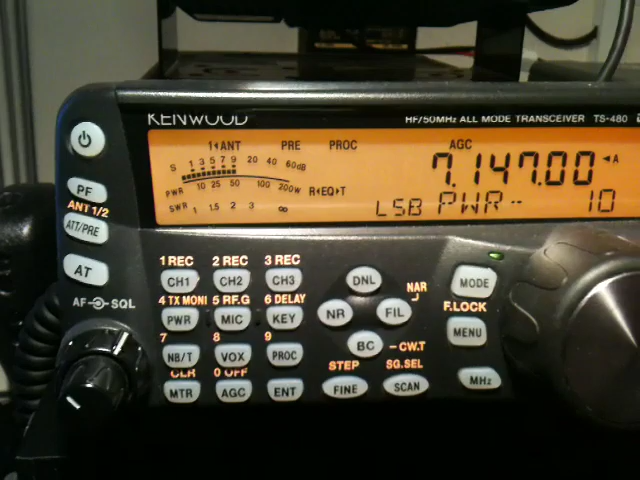 KENWOOD HF/50MHz ALL MODE TRANSCEIVER TS-480
1◄ANT PRE PROC AGC
S 1 3 5 7 9 20 40 60dB
7.147.00 ◄A
PWR 10 25 50 100 200W R◄EQ►T
SWR 1 1.5 2 3 ∞ LSB PWR-- 10
PF
ANT 1/2
ATT/PRE
AT
AF SQL
1 REC 2 REC 3 REC
CH1 CH2 CH3 DNL MODE
4 TX MONI 5 RF.G 6 DELAY NAR F.LOCK
PWR MIC KEY NR FIL MENU
7 8 9 BC – CW.T
NB/T VOX PROC
CLR 0 OFF STEP SG.SEL MHz
MTR AGC ENT FINE SCAN